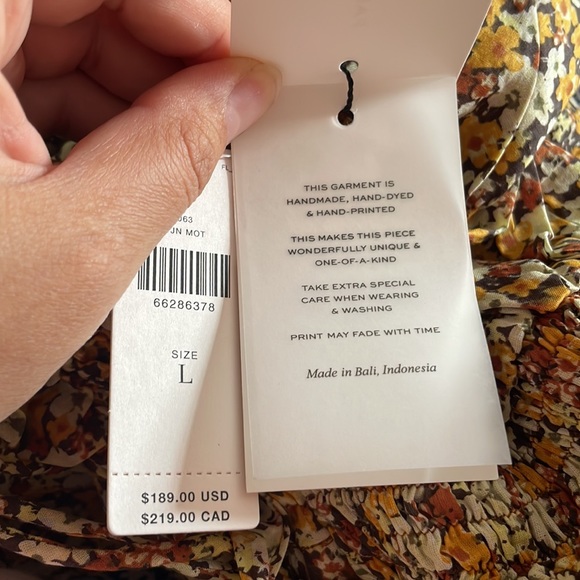 063
JN MOT
66286378
SIZE
L
$189.00 USD
$219.00 CAD
THIS GARMENT IS
HANDMADE, HAND-DYED
& HAND-PRINTED
THIS MAKES THIS PIECE
WONDERFULLY UNIQUE &
ONE-OF-A-KIND
TAKE EXTRA SPECIAL
CARE WHEN WEARING
& WASHING
PRINT MAY FADE WITH TIME
Made in Bali, Indonesia